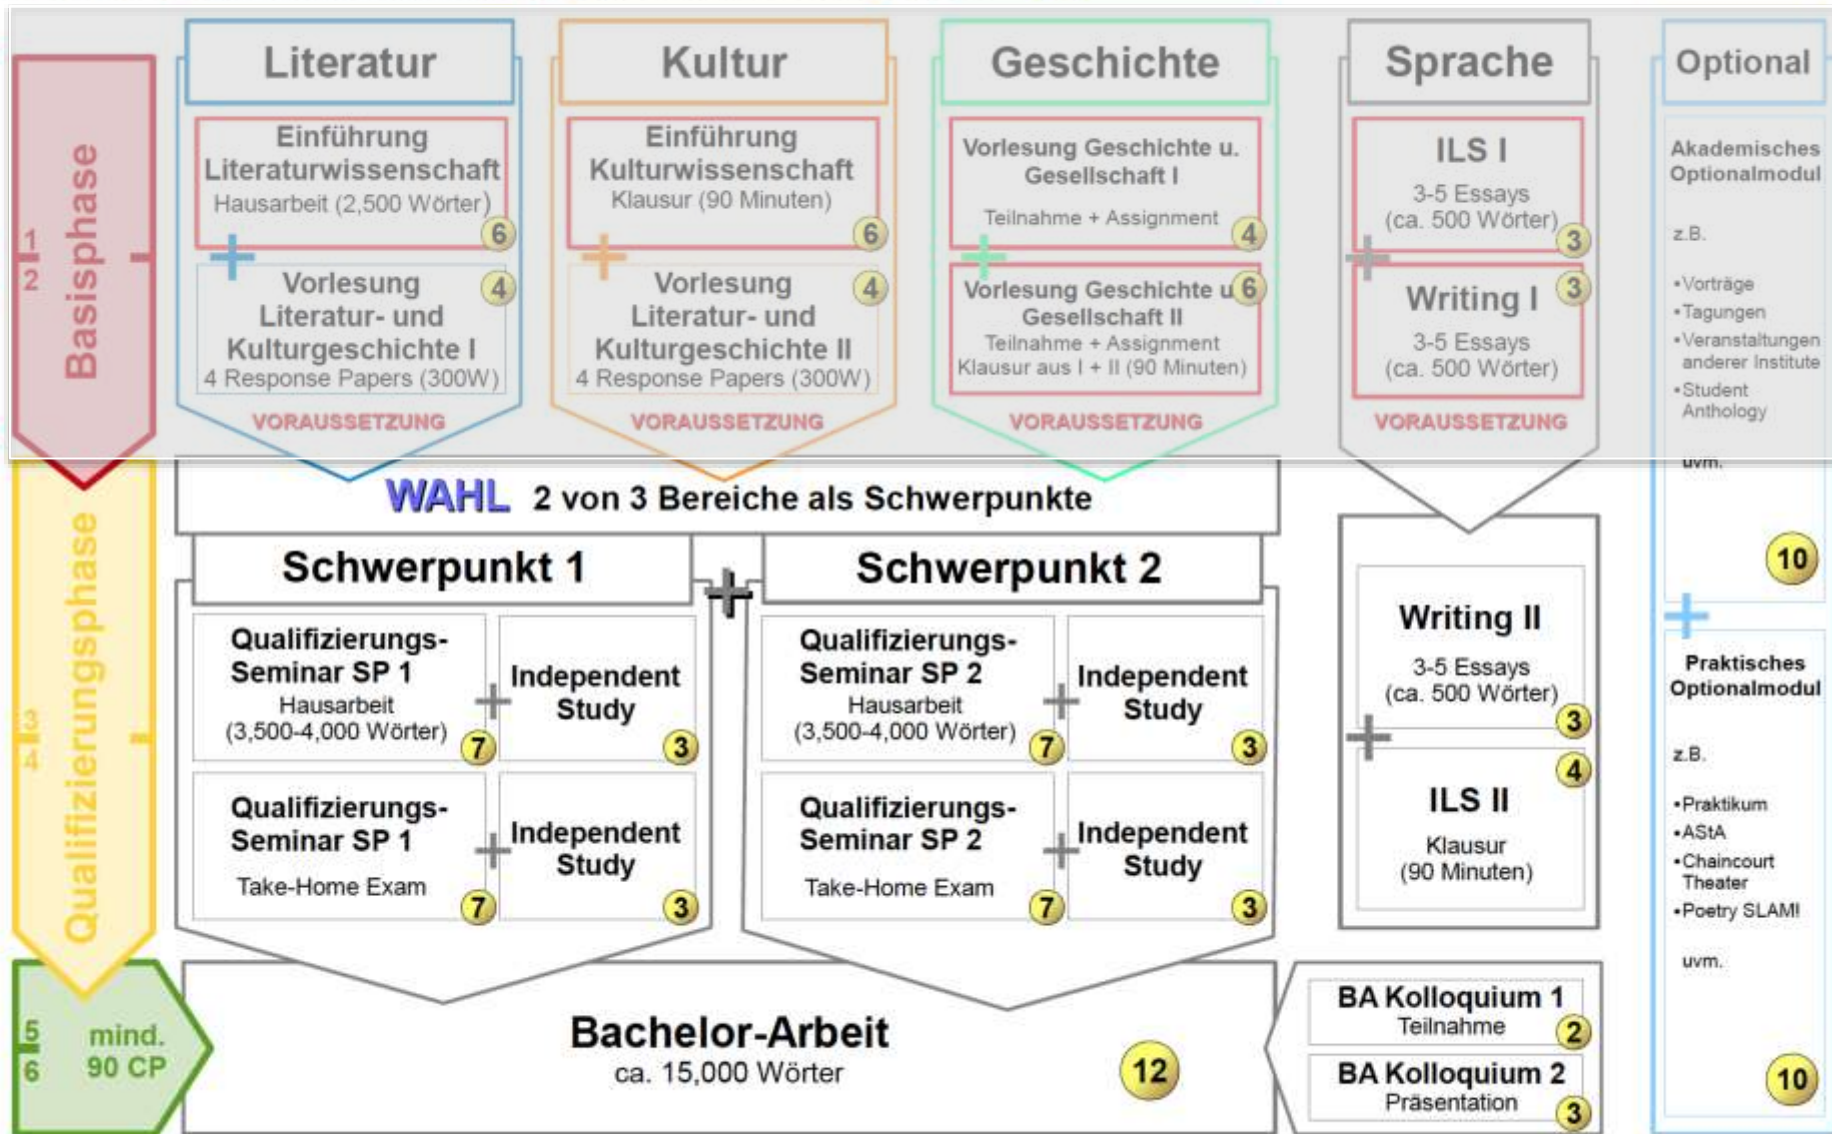 Literatur
Kultur
Geschichte
Sprache
Optional
Basisphase
1
2
Einführung
Literaturwissenschaft
Hausarbeit (2,500 Wörter)
6
Vorlesung
Literatur- und
Kulturgeschichte I
4 Response Papers (300W)
4
VORAUSSETZUNG
Einführung
Kulturwissenschaft
Klausur (90 Minuten)
6
Vorlesung
Literatur- und
Kulturgeschichte II
4 Response Papers (300W)
4
VORAUSSETZUNG
Vorlesung Geschichte u.
Gesellschaft I
Teilnahme + Assignment
4
Vorlesung Geschichte u
Gesellschaft II
Teilnahme + Assignment
Klausur aus I + II (90 Minuten)
6
VORAUSSETZUNG
ILS I
3-5 Essays
(ca. 500 Wörter)
3
Writing I
3-5 Essays
(ca. 500 Wörter)
3
VORAUSSETZUNG
Akademisches
Optionalmodul
z.B.
•Vorträge
•Tagungen
•Veranstaltungen
anderer Institute
•Student
Anthology
uvm.
10
Qualifizierungsphase
3
4
WAHL 2 von 3 Bereiche als Schwerpunkte
Schwerpunkt 1
Qualifizierungs-
Seminar SP 1
Hausarbeit
(3,500-4,000 Wörter)
7
Independent
Study
3
Qualifizierungs-
Seminar SP 1
Take-Home Exam
7
Independent
Study
3
Schwerpunkt 2
Qualifizierungs-
Seminar SP 2
Hausarbeit
(3,500-4,000 Wörter)
7
Independent
Study
3
Qualifizierungs-
Seminar SP 2
Take-Home Exam
7
Independent
Study
3
Writing II
3-5 Essays
(ca. 500 Wörter)
3
ILS II
Klausur
(90 Minuten)
4
Praktisches
Optionalmodul
z.B.
•Praktikum
•AStA
•Chaincourt
Theater
•Poetry SLAM!
uvm.
10
5
6
mind.
90 CP
Bachelor-Arbeit
ca. 15,000 Wörter
12
BA Kolloquium 1
Teilnahme
2
BA Kolloquium 2
Präsentation
3